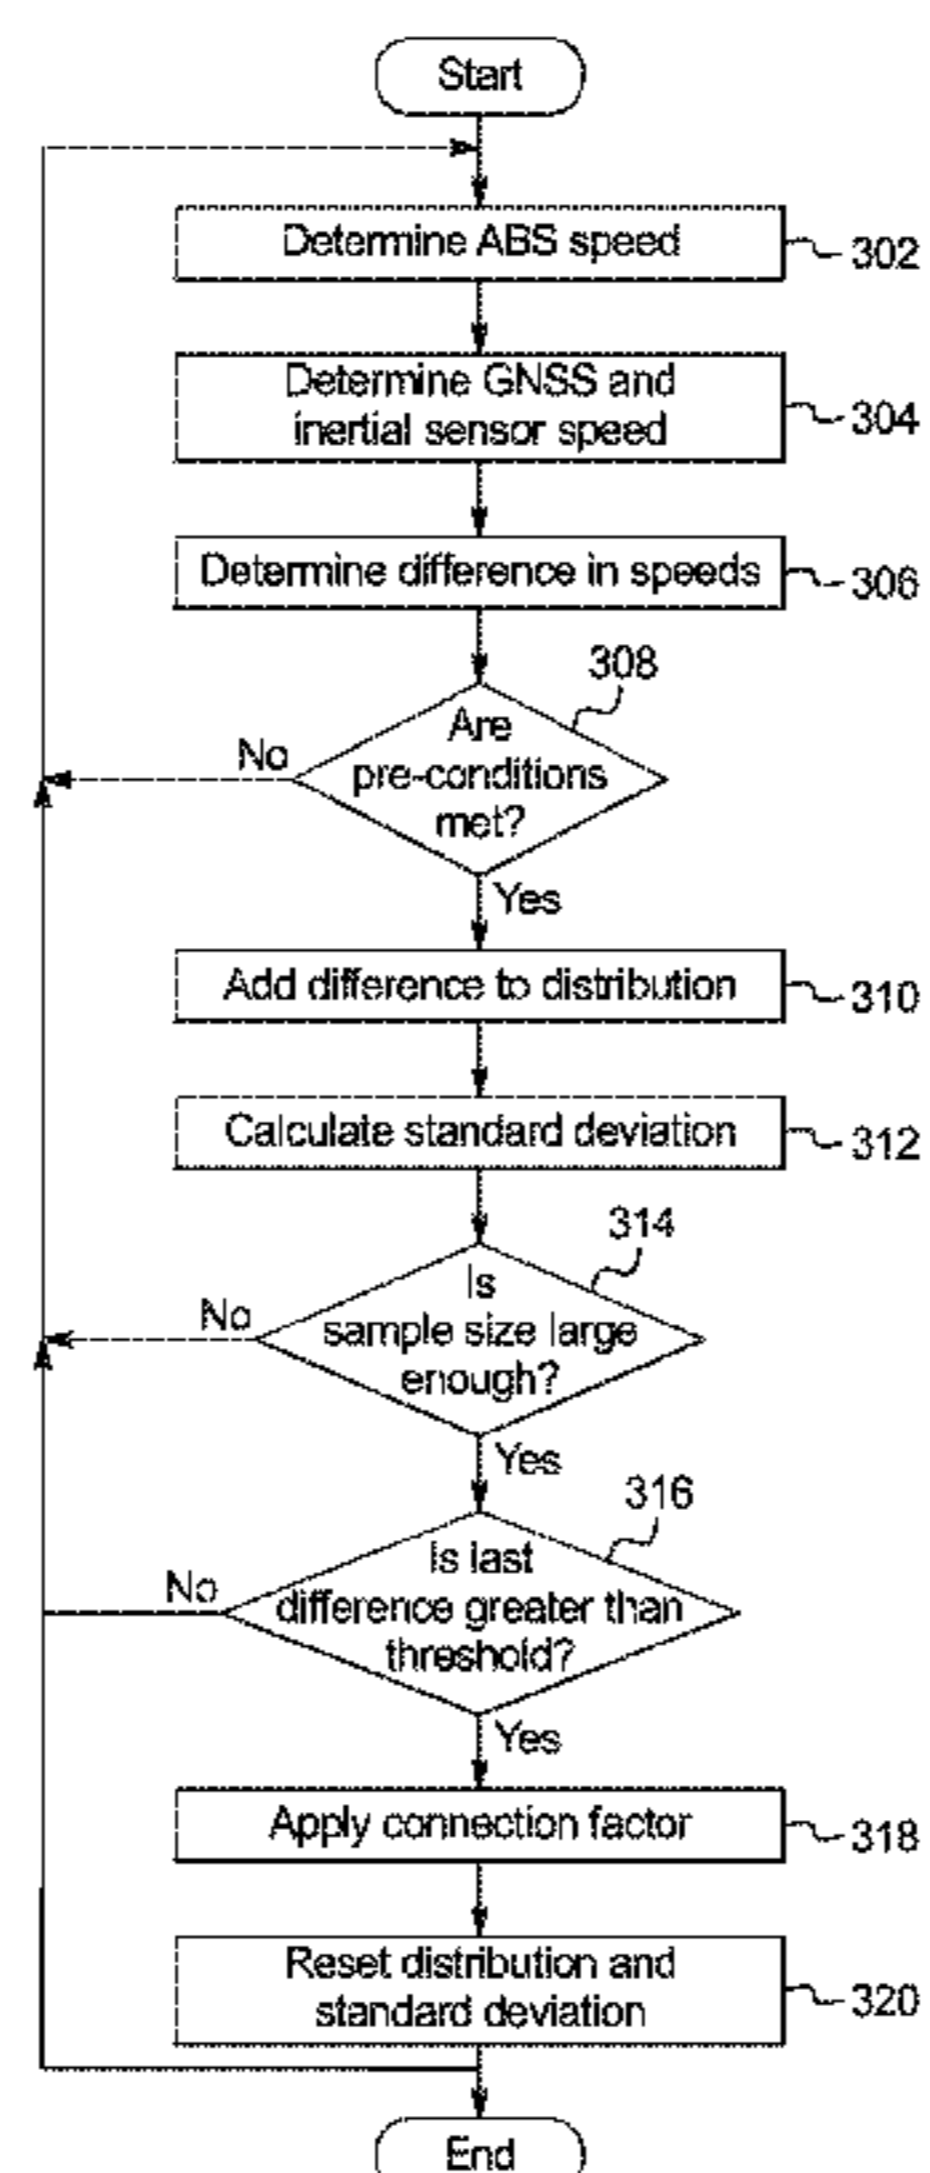 Start
Determine ABS speed
302
Determine GNSS and
inertial sensor speed
304
Determine difference in speeds
306
308
Are
pre-conditions
met?
No
Yes
Add difference to distribution
310
Calculate standard deviation
312
314
Is
sample size large
enough?
No
Yes
316
Is last
difference greater than
threshold?
No
Yes
Apply connection factor
318
Reset distribution and
standard deviation
320
End